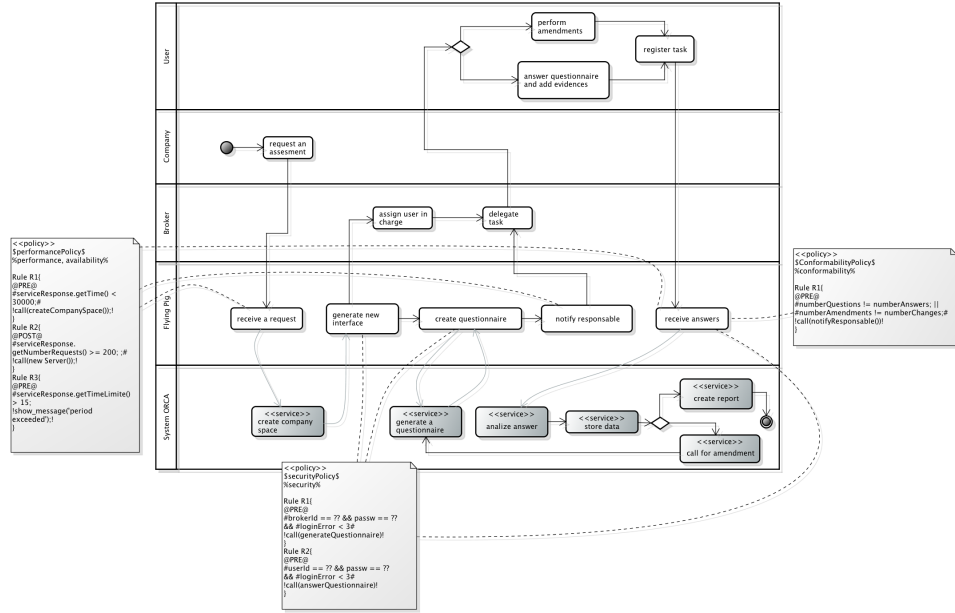 User
perform
amendments
register task
answer questionnaire
and add evidences
Company
request an
assesment
Broker
assign user in
charge
delegate
task
Flying Pig
receive a request
generate new
interface
create questionnaire
notify responsable
receive answers
System ORCA
<<service>>
create company
space
<<service>>
generate a
questionnaire
<<service>>
analize answer
<<service>>
store data
<<service>>
create report
<<service>>
call for amendment
<<policy>>
$performancePolicy$
%performance, availability%
Rule R1{
@PRE@
#serviceResponse.getTime() <
30000;#
!call(createCompanySpace());!
}
Rule R2{
@POST@
#serviceResponse.
getNumberRequests() >= 200; ;#
!call(new Server());!
}
Rule R3{
@PRE@
#serviceResponse.getTimeLimite()
> 15;
!show_message('period
exceeded');!
}
<<policy>>
$securityPolicy$
%security%
Rule R1{
@PRE@
#brokerId == ?? && passw == ??
&& #loginError < 3#
!call(generateQuestionnaire)!
}
Rule R2{
@PRE@
#userId == ?? && passw == ??
&& #loginError < 3#
!call(answerQuestionnaire)!
}
<<policy>>
$ConformabilityPolicy$
%conformability%
Rule R1{
@PRE@
#numberQuestions != numberAnswers; ||
#numberAmendments != numberChanges;#
!call(notifyResponsable())!
}